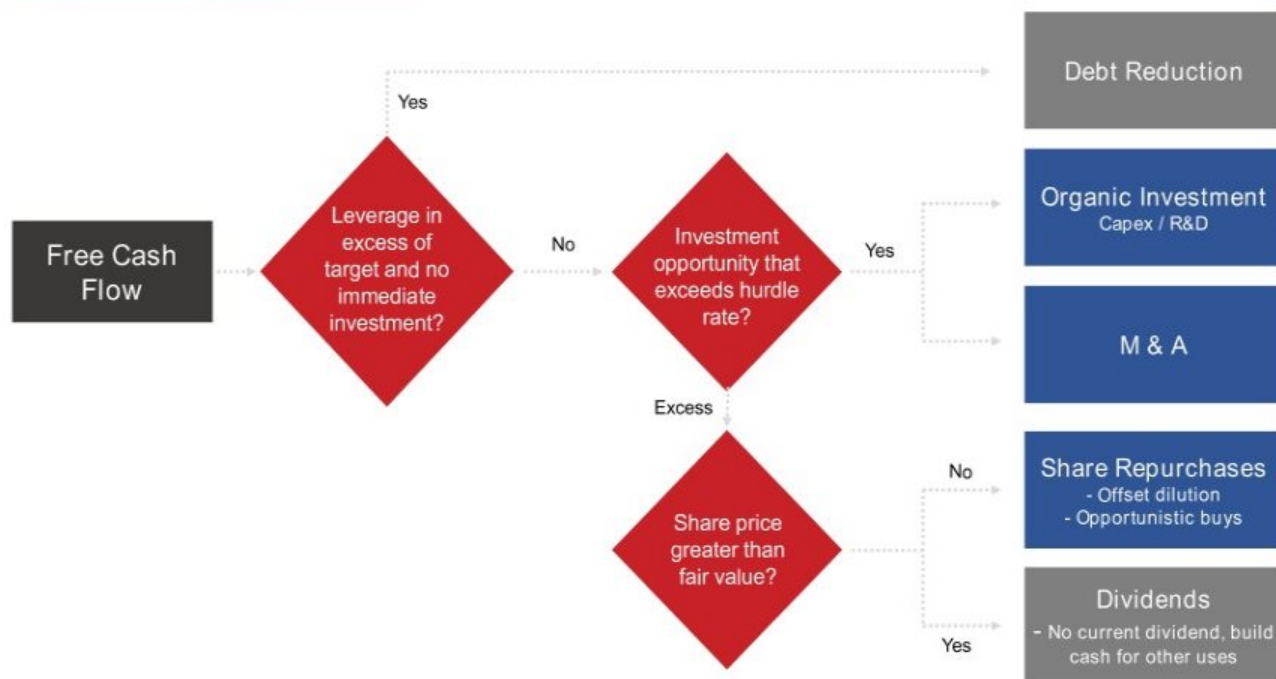 Debt Reduction
Yes
Leverage in
excess of
target and no
immediate
investment?
Free Cash
Flow
No
Investment
opportunity that
exceeds hurdle
rate?
Yes
Organic Investment
Capex / R&D
M & A
Excess
Share price
greater than
fair value?
No
Share Repurchases
- Offset dilution
- Opportunistic buys
Yes
Dividends
- No current dividend, build
cash for other uses